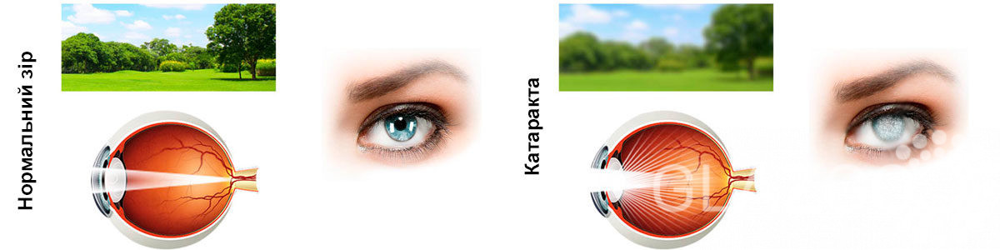 Нормальний зір
Катаракта